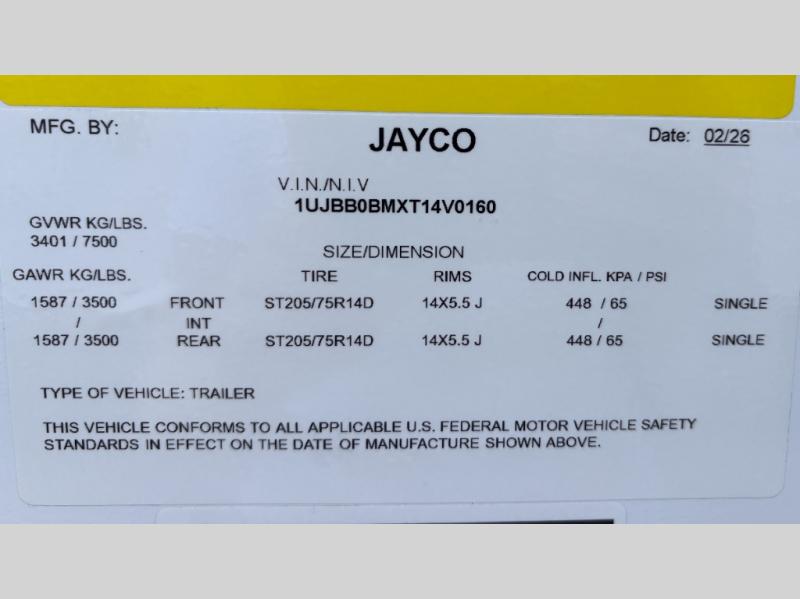 MFG. BY: JAYCO Date: 02/26
V.I.N./N.I.V
1UJBB0BMXT14V0160
GVWR KG/LBS.
3401 / 7500
SIZE/DIMENSION
GAWR KG/LBS. TIRE RIMS COLD INFL. KPA / PSI
1587 / 3500 FRONT ST205/75R14D 14X5.5 J 448 / 65 SINGLE
/ INT /
1587 / 3500 REAR ST205/75R14D 14X5.5 J 448 / 65 SINGLE
TYPE OF VEHICLE: TRAILER
THIS VEHICLE CONFORMS TO ALL APPLICABLE U.S. FEDERAL MOTOR VEHICLE SAFETY
STANDARDS IN EFFECT ON THE DATE OF MANUFACTURE SHOWN ABOVE.